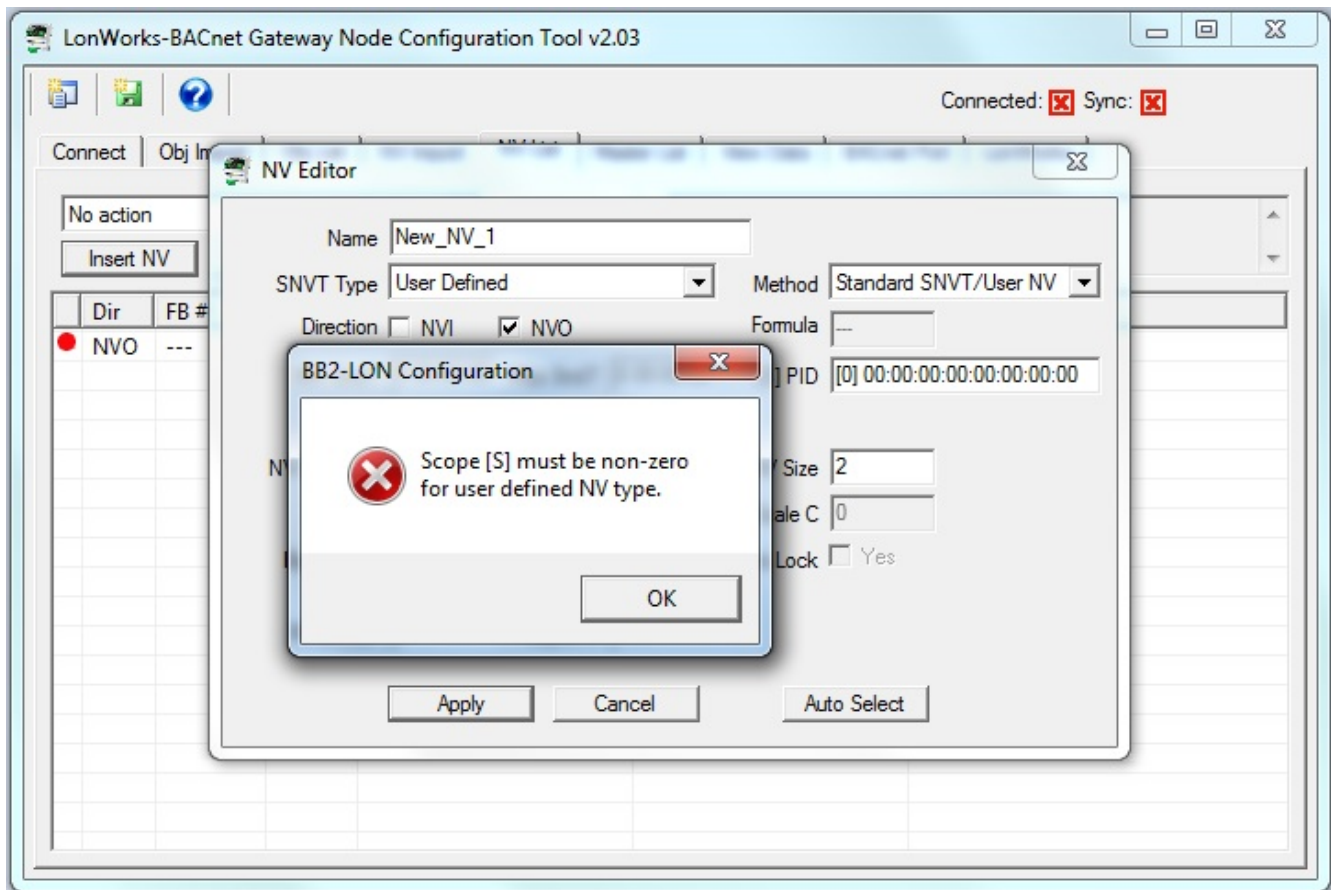 LonWorks-BACnet Gateway Node Configuration Tool v2.03
Connected: Sync:
Connect Obj Im
NV Editor
No action
Insert NV
Name New_NV_1
SNVT Type User Defined
Method Standard SNVT/User NV
Dir FB #
Direction NVI NVO
Formula ---
NVO ---
BB2-LON Configuration
] PID [0] 00:00:00:00:00:00:00:00
Scope [S] must be non-zero
for user defined NV type.
Size 2
ale C 0
Lock Yes
OK
Apply Cancel Auto Select